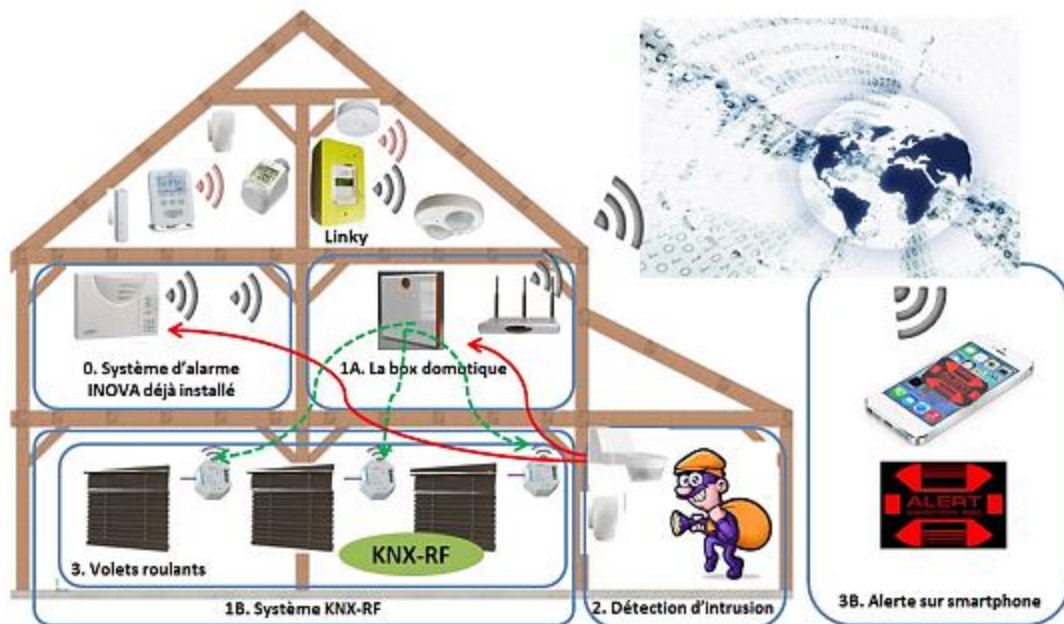 Linky
0. Système d'alarme
INOVA déjà installé
1A. La box domotique
3. Volets roulants
KNX-RF
1B. Système KNX-RF
2. Détection d'intrusion
ALERT
3B. Alerte sur smartphone